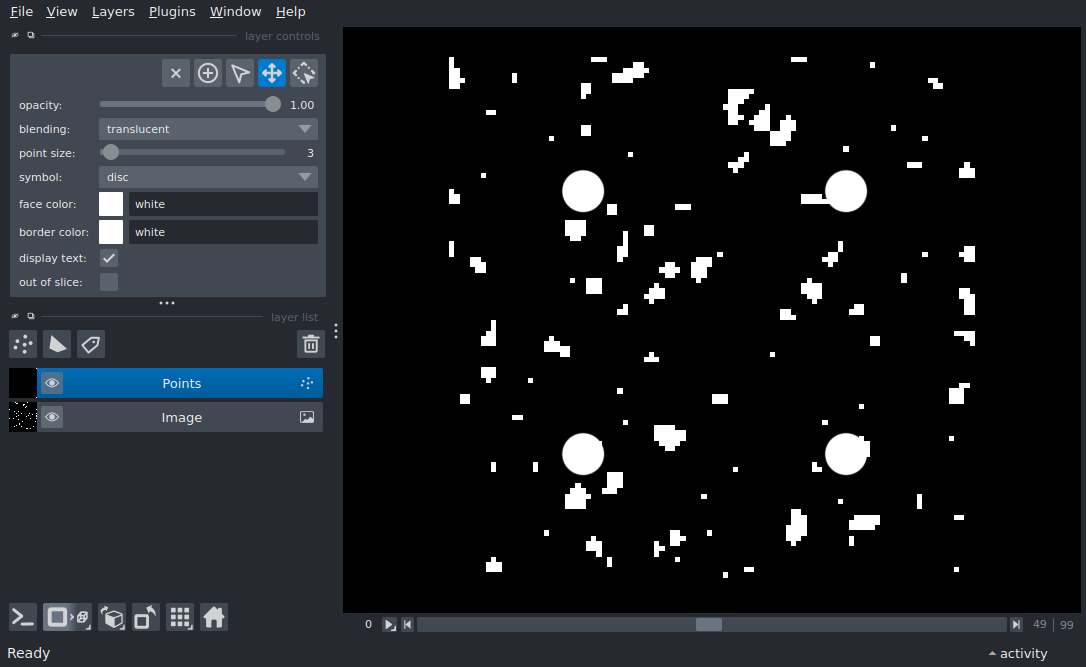 File View Layers Plugins Window Help
layer controls
opacity: 1.00
blending: translucent
point size: 3
symbol: disc
face color: white
border color: white
display text:
out of slice:
layer list
Points
Image
0 49 99
Ready activity